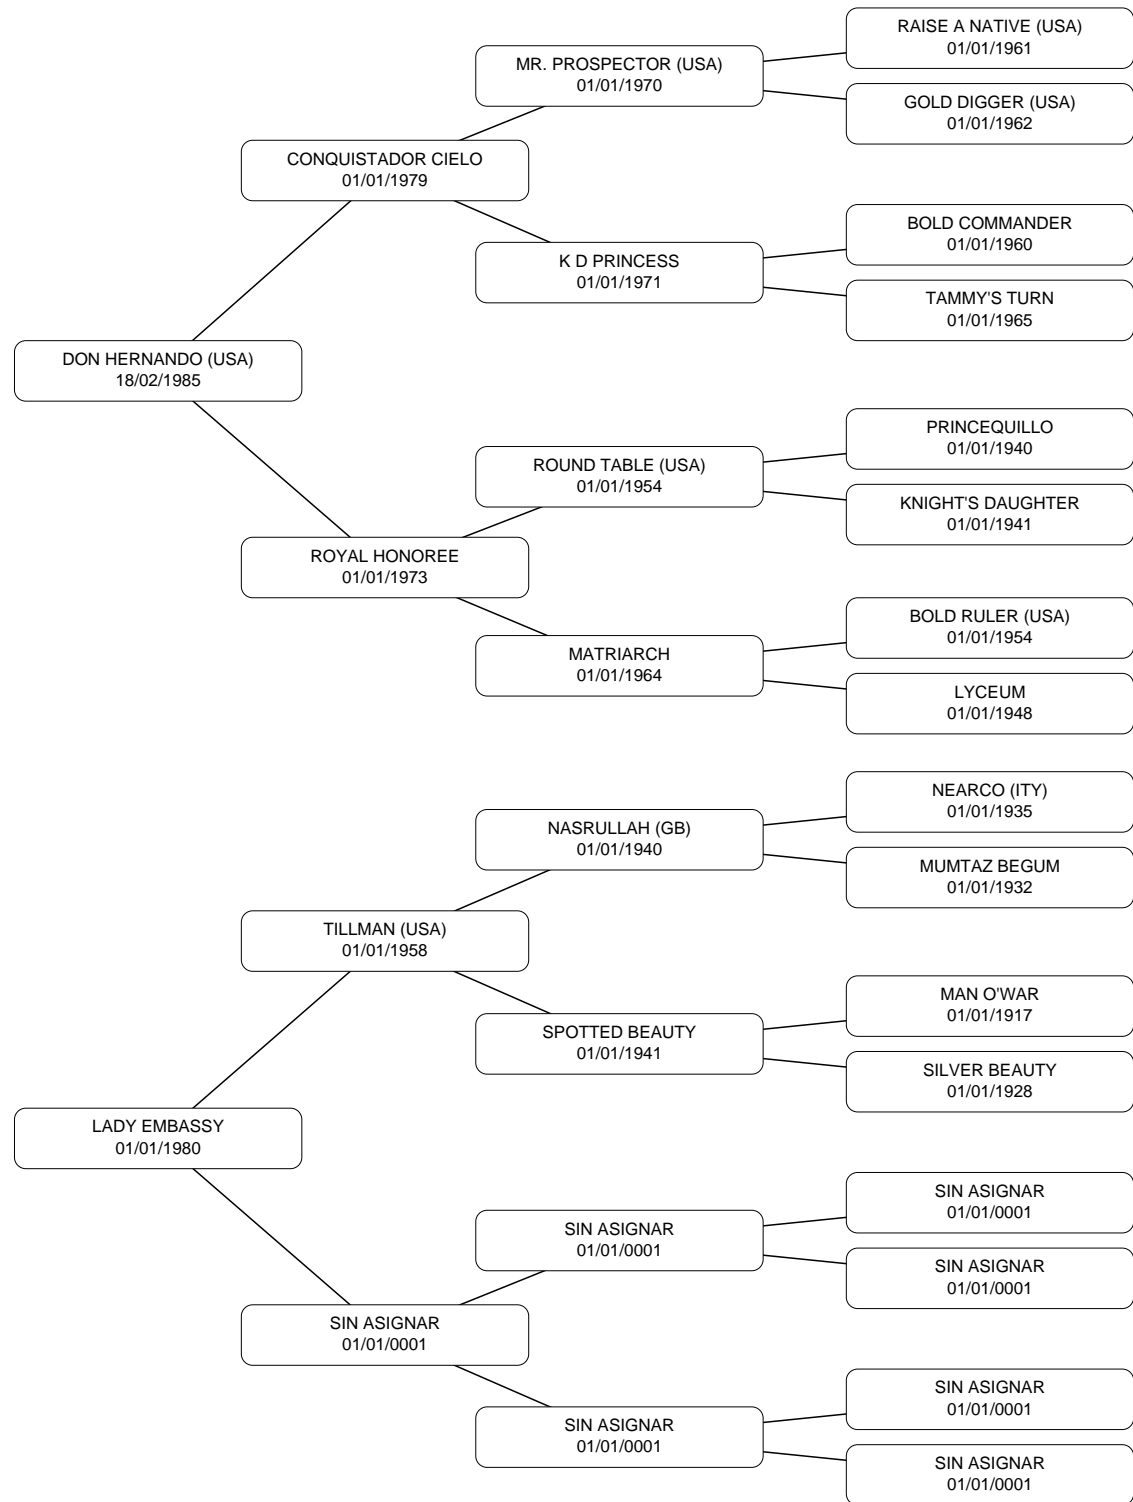 RAISE A NATIVE (USA)
01/01/1961
MR. PROSPECTOR (USA)
01/01/1970
GOLD DIGGER (USA)
01/01/1962
CONQUISTADOR CIELO
01/01/1979
BOLD COMMANDER
01/01/1960
K D PRINCESS
01/01/1971
TAMMY'S TURN
01/01/1965
DON HERNANDO (USA)
18/02/1985
PRINCEQUILLO
01/01/1940
ROUND TABLE (USA)
01/01/1954
KNIGHT'S DAUGHTER
01/01/1941
ROYAL HONOREE
01/01/1973
BOLD RULER (USA)
01/01/1954
MATRIARCH
01/01/1964
LYCEUM
01/01/1948
NEARCO (ITY)
01/01/1935
NASRULLAH (GB)
01/01/1940
MUMTAZ BEGUM
01/01/1932
TILLMAN (USA)
01/01/1958
MAN O'WAR
01/01/1917
SPOTTED BEAUTY
01/01/1941
SILVER BEAUTY
01/01/1928
LADY EMBASSY
01/01/1980
SIN ASIGNAR
01/01/0001
SIN ASIGNAR
01/01/0001
SIN ASIGNAR
01/01/0001
SIN ASIGNAR
01/01/0001
SIN ASIGNAR
01/01/0001
SIN ASIGNAR
01/01/0001
SIN ASIGNAR
01/01/0001